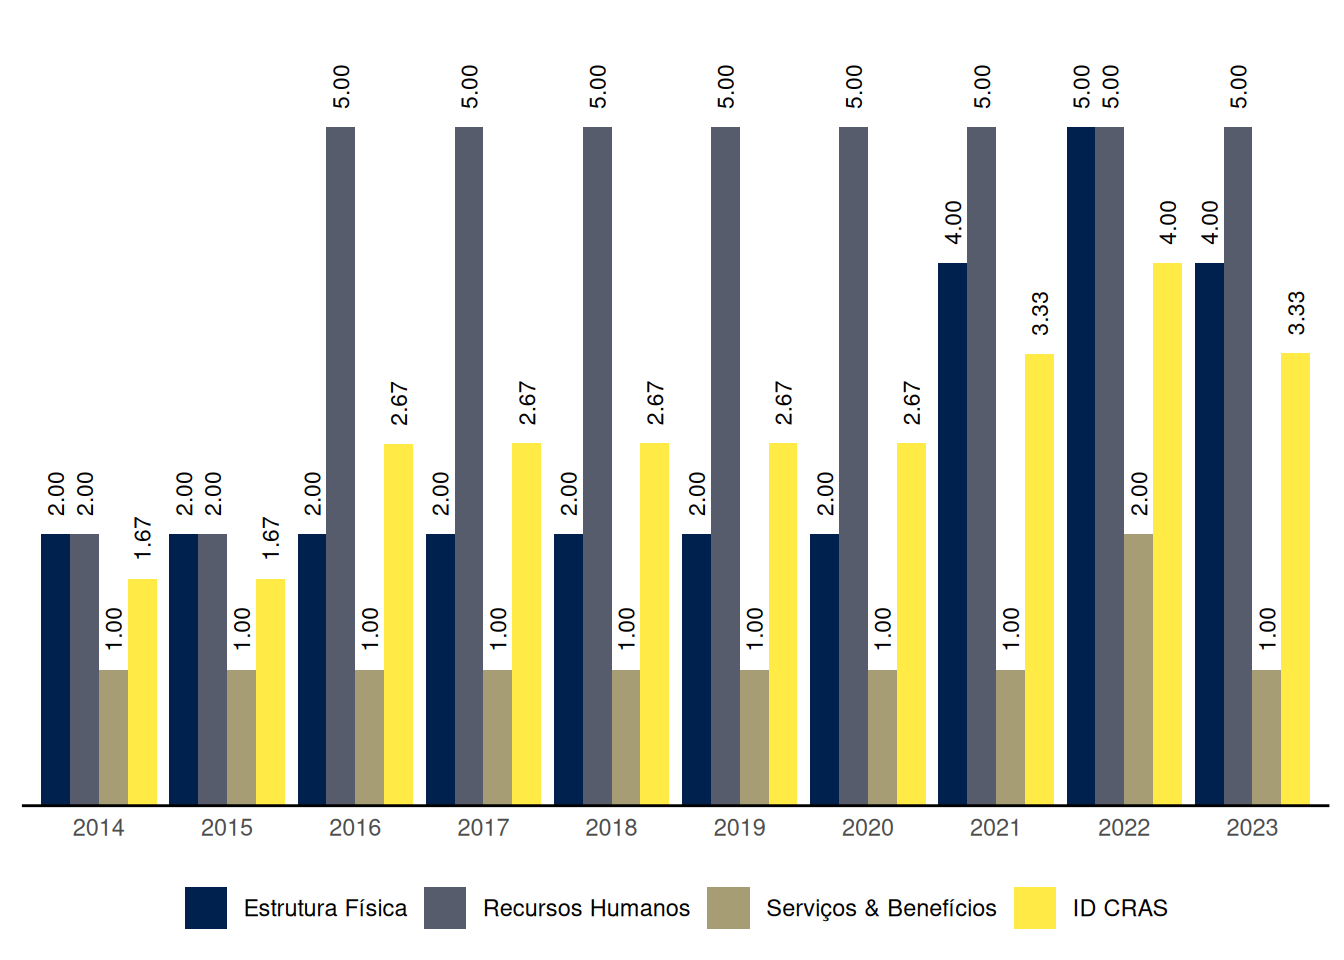 5.00 5.00 5.00 5.00 5.00 5.00 5.00 5.00 5.00
4.00 4.00 4.00
3.33 3.33
2.67 2.67 2.67 2.67 2.67
2.00 2.00 2.00 2.00 2.00 2.00 2.00 2.00 2.00 2.00
1.67 1.67
1.00 1.00 1.00 1.00 1.00 1.00 1.00 1.00 1.00
2014 2015 2016 2017 2018 2019 2020 2021 2022 2023
Estrutura Física Recursos Humanos Serviços & Benefícios ID CRAS